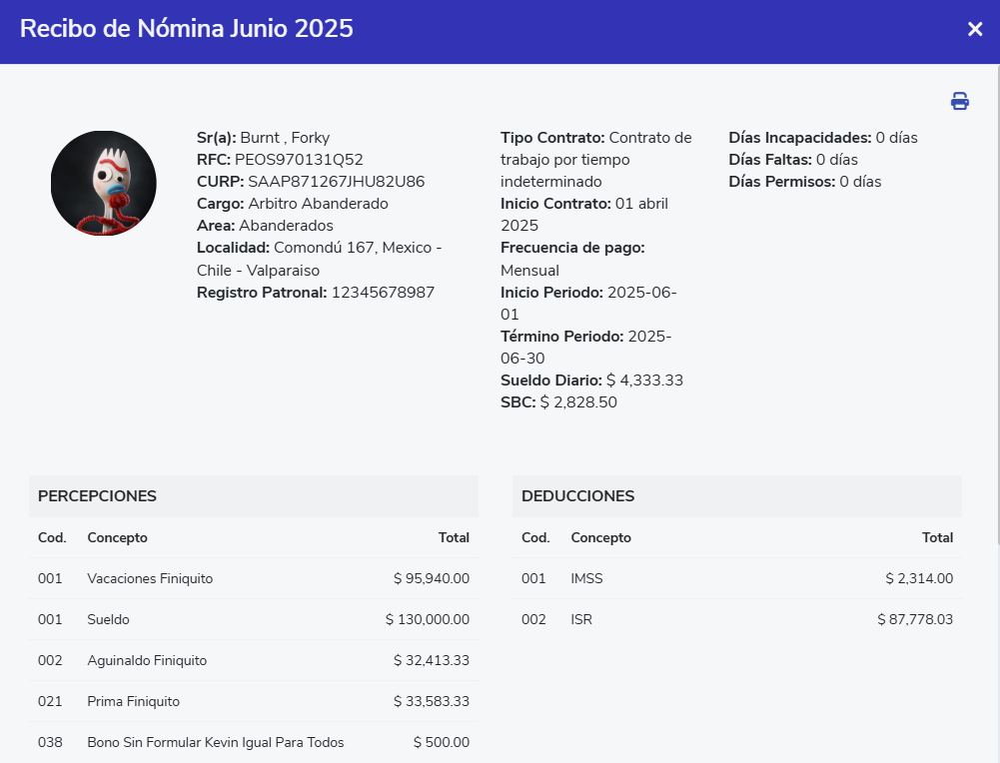 Recibo de Nómina Junio 2025
Sr(a): Burnt , Forky
RFC: PEOS970131Q52
CURP: SAAP871267JHU82U86
Cargo: Arbitro Abanderado
Area: Abanderados
Localidad: Comondú 167, Mexico -
Chile - Valparaiso
Registro Patronal: 12345678987
Tipo Contrato: Contrato de
trabajo por tiempo
indeterminado
Inicio Contrato: 01 abril
2025
Frecuencia de pago:
Mensual
Inicio Periodo: 2025-06-
01
Término Periodo: 2025-
06-30
Sueldo Diario: $ 4,333.33
SBC: $ 2,828.50
Días Incapacidades: 0 días
Días Faltas: 0 días
Días Permisos: 0 días
PERCEPCIONES
Cod. Concepto Total
001 Vacaciones Finiquito $ 95,940.00
001 Sueldo $ 130,000.00
002 Aguinaldo Finiquito $ 32,413.33
021 Prima Finiquito $ 33,583.33
038 Bono Sin Formular Kevin Igual Para Todos $ 500.00
DEDUCCIONES
Cod. Concepto Total
001 IMSS $ 2,314.00
002 ISR $ 87,778.03